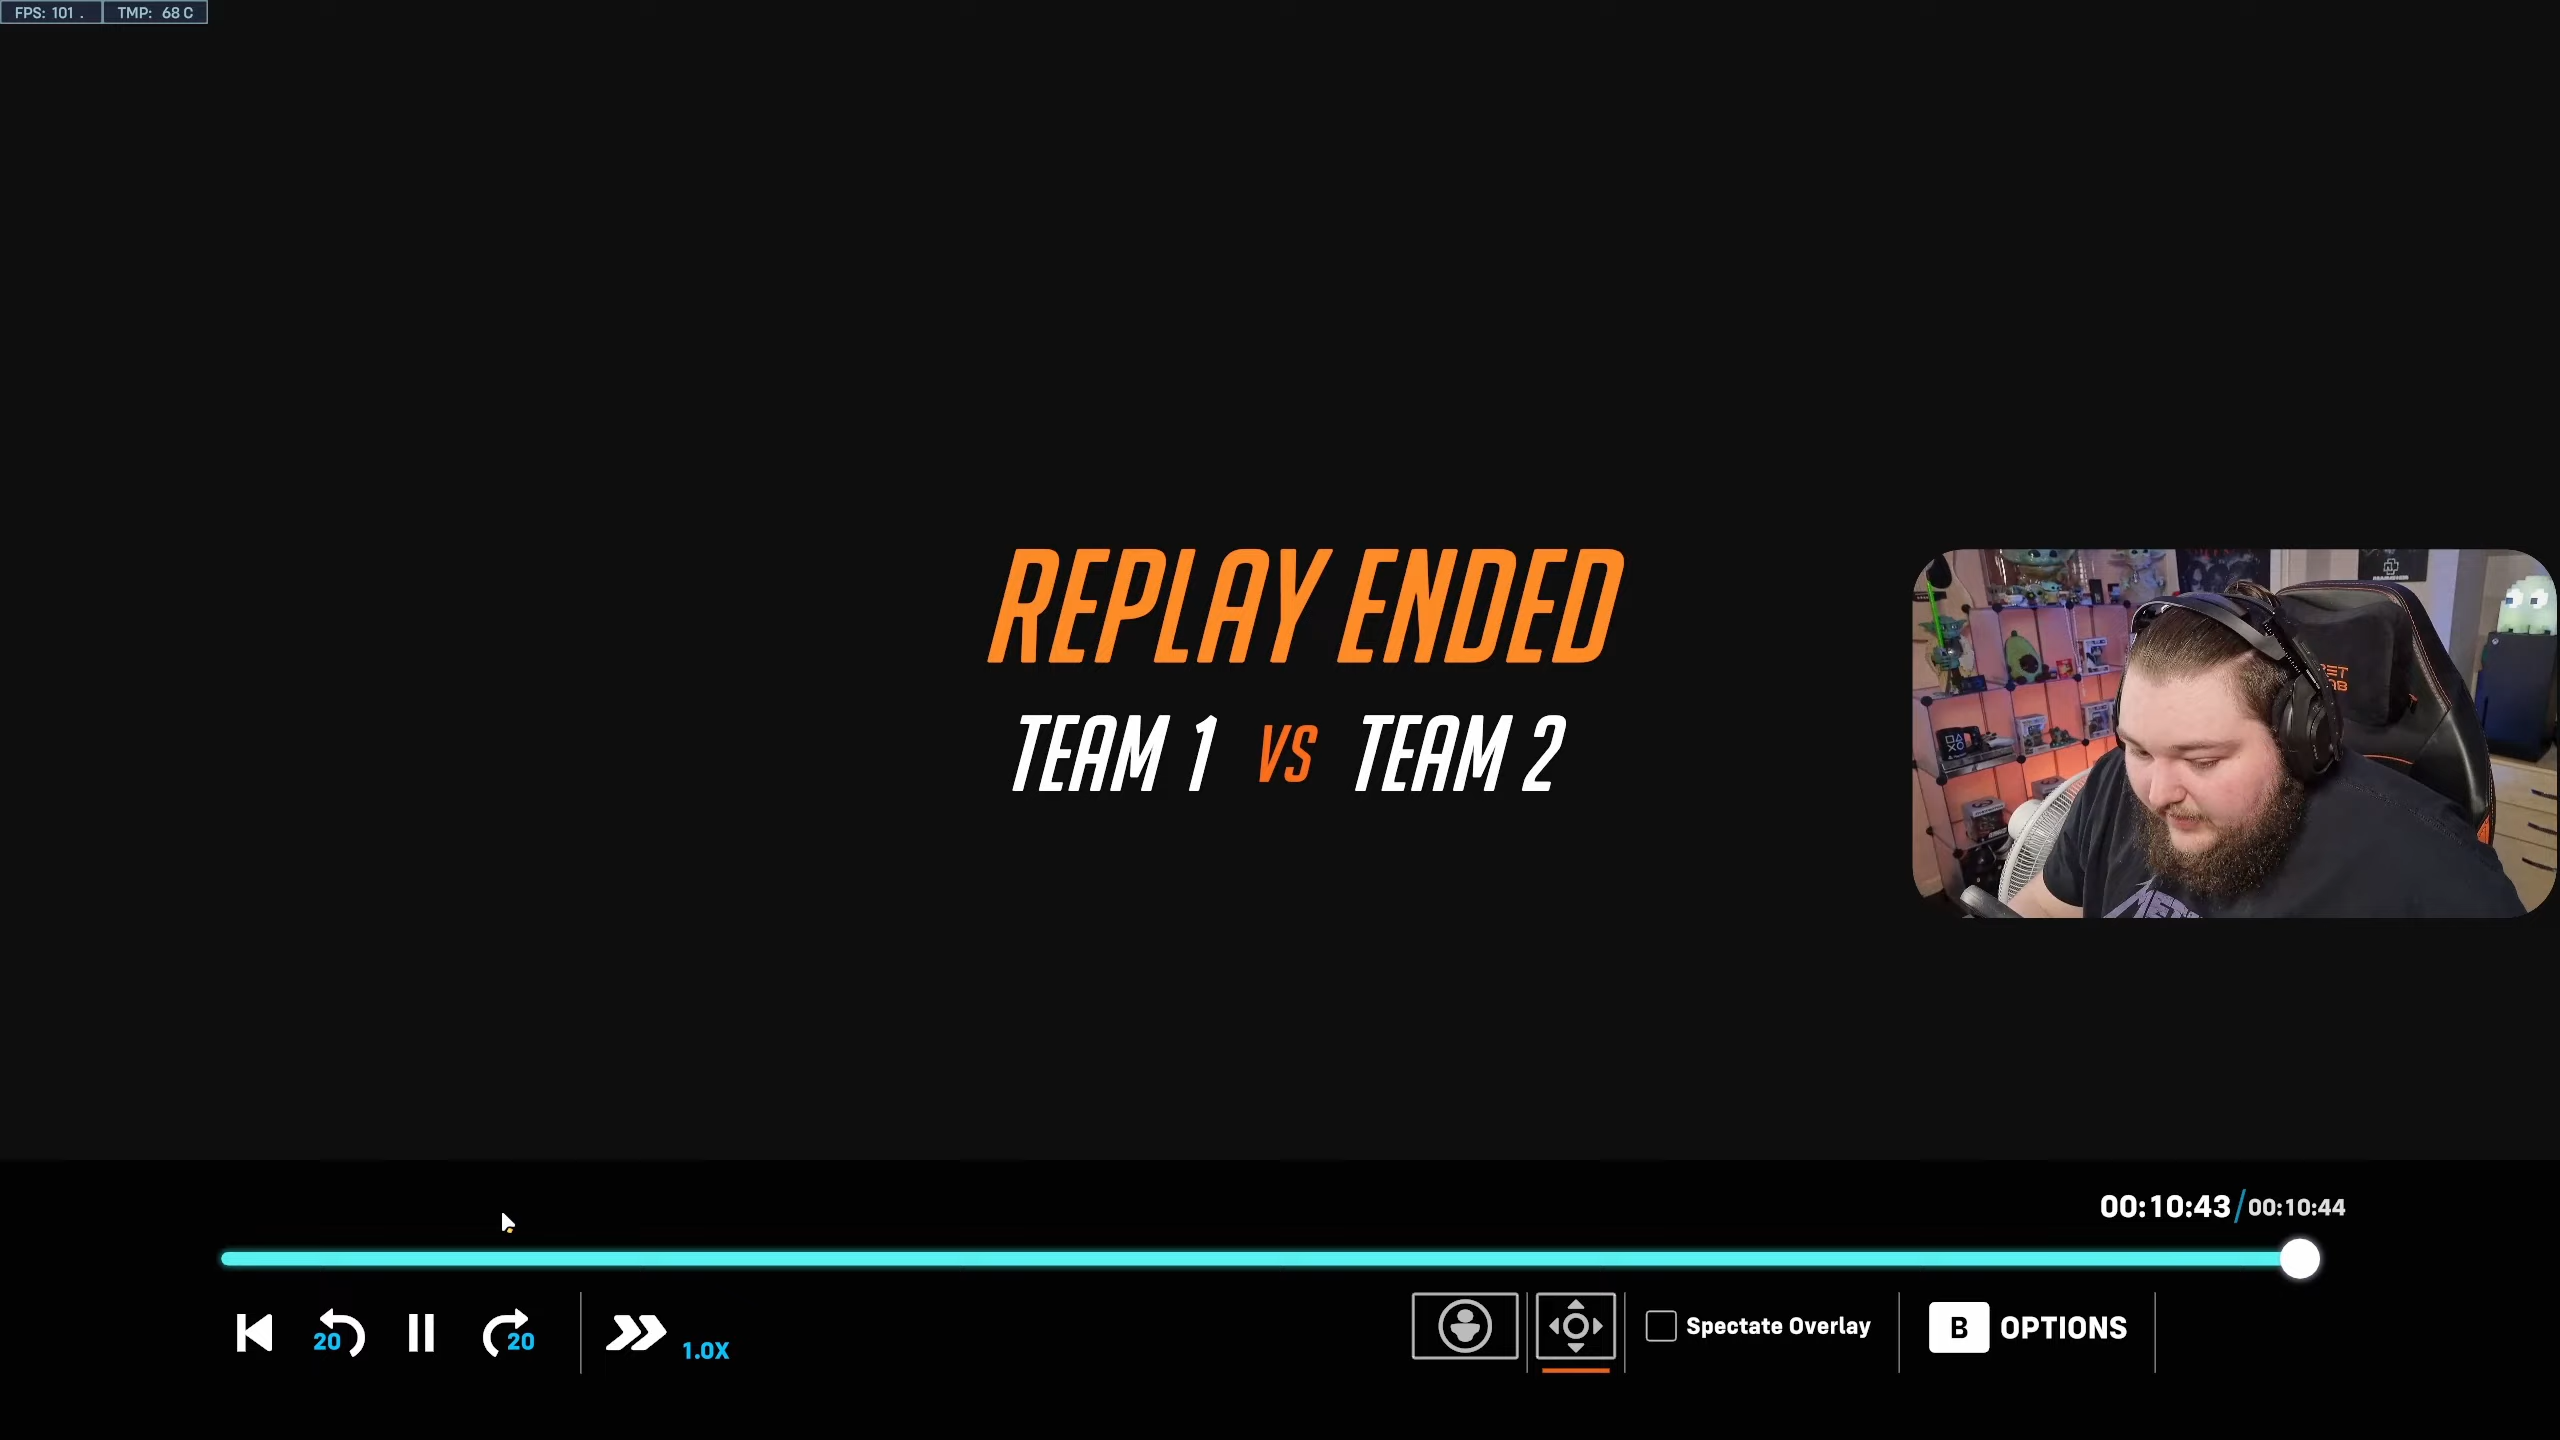 FPS: 101 .
TMP: 68 C
REPLAY ENDED
TEAM 1 VS TEAM 2
00:10:43/00:10:44
20
20
1.0X
Spectate Overlay
B OPTIONS